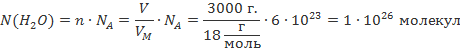 N(H₂O) = n · N_A = V/V_M · N_A = 3000 г. / 18 г/моль · 6 · 10²³ = 1 · 10²⁶ молекул